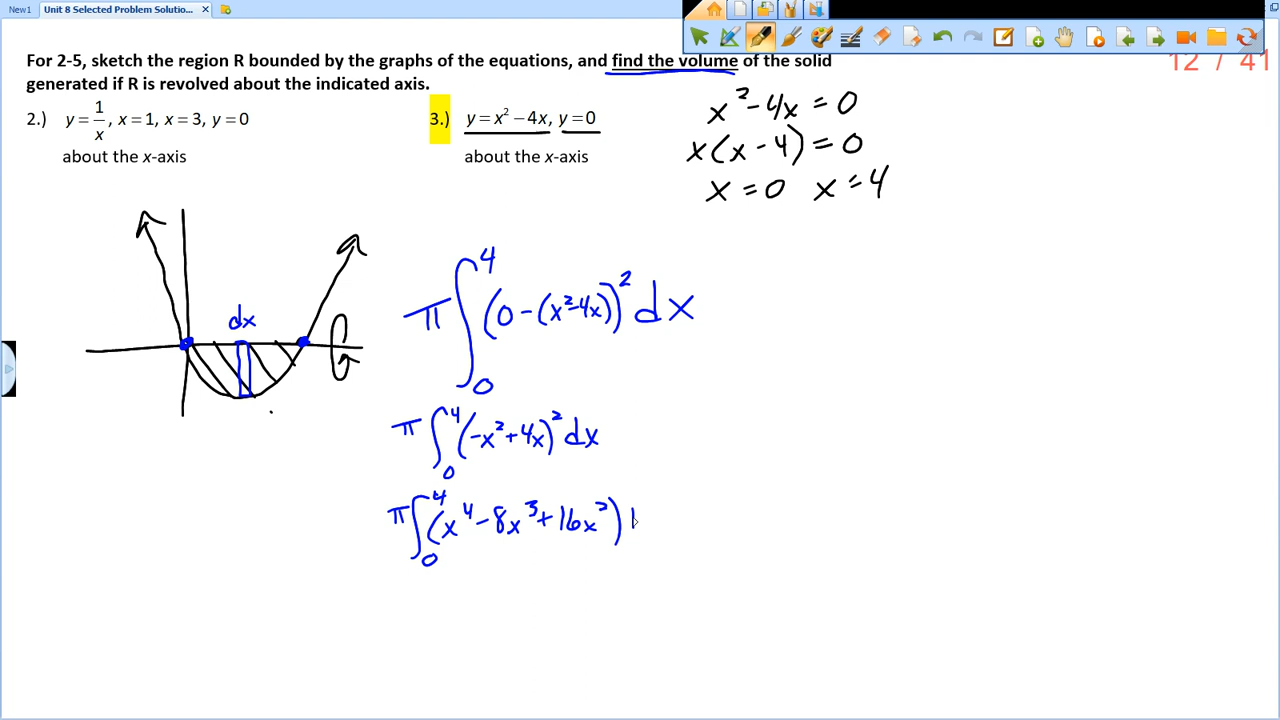 New1
Unit 8 Selected Problem Solutio... ×
12 / 41
For 2-5, sketch the region R bounded by the graphs of the equations, and find the volume of the solid
generated if R is revolved about the indicated axis.
2.) y = 1/x, x = 1, x = 3, y = 0
about the x-axis
3.) y = x² − 4x, y = 0
about the x-axis
x² - 4x = 0
x(x - 4) = 0
x = 0 x = 4
dx
π∫₀⁴ (0 - (x²-4x))² dx
π∫₀⁴ (-x² + 4x)² dx
π∫₀⁴ (x⁴ - 8x³ + 16x²)